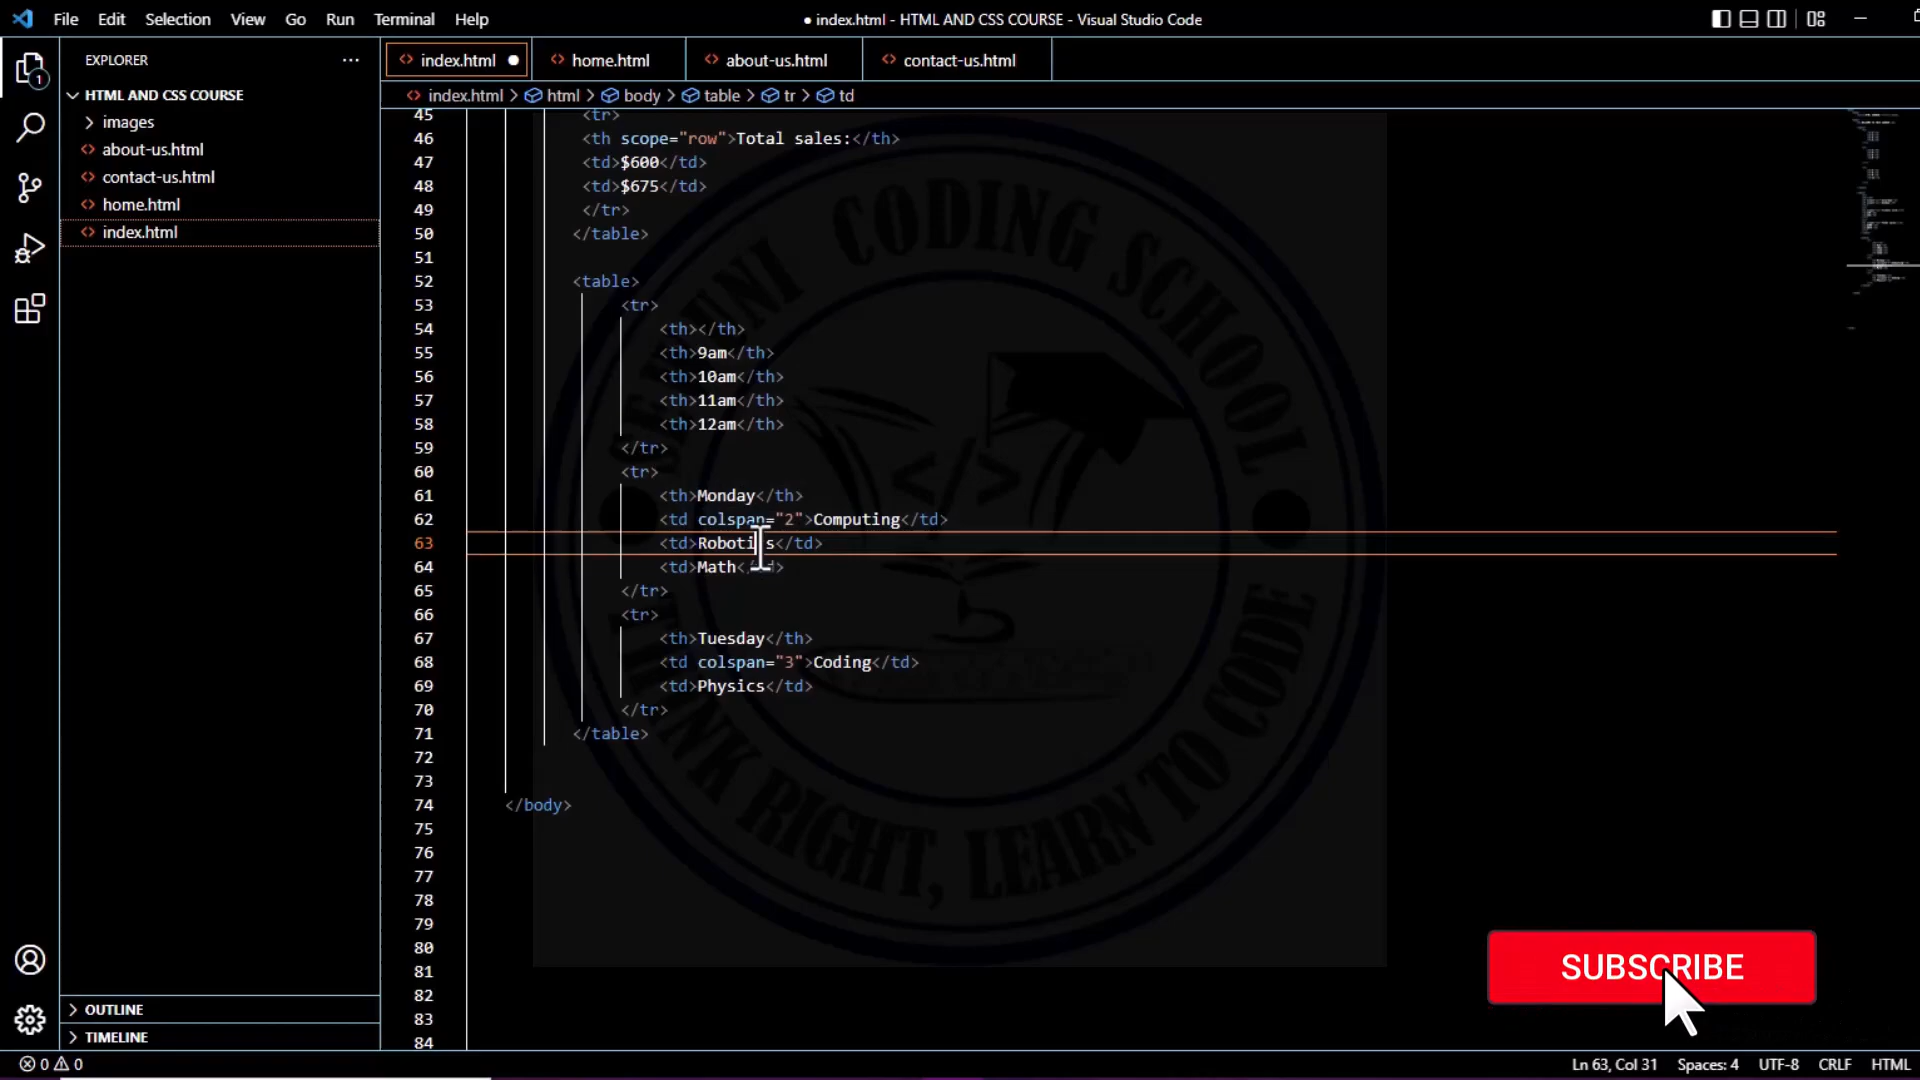 File Edit Selection View Go Run Terminal Help
● index.html - HTML AND CSS COURSE - Visual Studio Code
EXPLORER
index.html home.html about-us.html contact-us.html
HTML AND CSS COURSE
index.html > html > body > table > tr > td
images
about-us.html
contact-us.html
home.html
index.html
1
45 <tr>
46 <th scope="row">Total sales:</th>
47 <td>$600</td>
48 <td>$675</td>
49 </tr>
50 </table>
51
52 <table>
53 <tr>
54 <th></th>
55 <th>9am</th>
56 <th>10am</th>
57 <th>11am</th>
58 <th>12am</th>
59 </tr>
60 <tr>
61 <th>Monday</th>
62 <td colspan="2">Computing</td>
63 <td>Robotics</td>
64 <td>Math</td>
65 </tr>
66 <tr>
67 <th>Tuesday</th>
68 <td colspan="3">Coding</td>
69 <td>Physics</td>
70 </tr>
71 </table>
72
73
74 </body>
75
76
77
78
79
80
81
82
83
84
CODING SCHOOL
THINK RIGHT, LEARN TO CODE
</>
SUBSCRIBE
OUTLINE
TIMELINE
0 0
Ln 63, Col 31 Spaces: 4 UTF-8 CRLF HTML